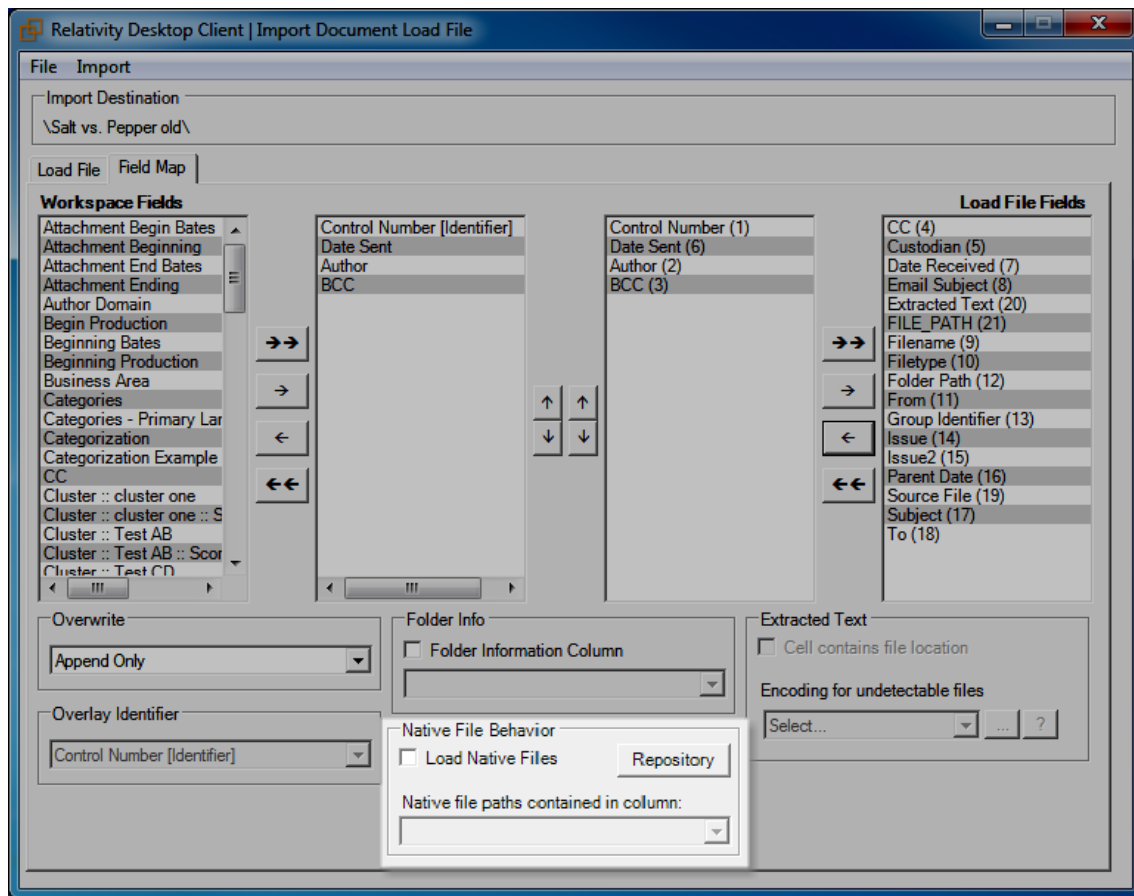 Relativity Desktop Client | Import Document Load File
File Import
Import Destination
\Salt vs. Pepper old\
Load File Field Map
Workspace Fields
Attachment Begin Bates
Attachment Beginning
Attachment End Bates
Attachment Ending
Author Domain
Begin Production
Beginning Bates
Beginning Production
Business Area
Categories
Categories - Primary Lar
Categorization
Categorization Example
CC
Cluster :: cluster one
Cluster :: cluster one :: S
Cluster :: Test AB
Cluster :: Test AB :: Scor
Cluster :: Test CD
Control Number [Identifier]
Date Sent
Author
BCC
Control Number (1)
Date Sent (6)
Author (2)
BCC (3)
Load File Fields
CC (4)
Custodian (5)
Date Received (7)
Email Subject (8)
Extracted Text (20)
FILE_PATH (21)
Filename (9)
Filetype (10)
Folder Path (12)
From (11)
Group Identifier (13)
Issue (14)
Issue2 (15)
Parent Date (16)
Source File (19)
Subject (17)
To (18)
Overwrite
Append Only
Overlay Identifier
Control Number [Identifier]
Folder Info
Folder Information Column
Native File Behavior
Load Native Files
Repository
Native file paths contained in column:
Extracted Text
Cell contains file location
Encoding for undetectable files
Select...
...
?